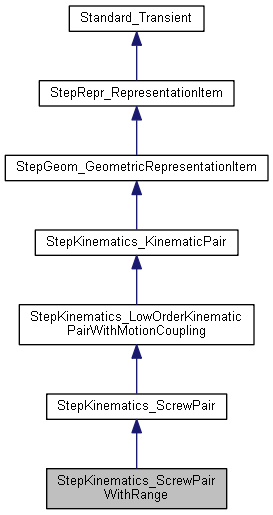 Standard_Transient
StepRepr_RepresentationItem
StepGeom_GeometricRepresentationItem
StepKinematics_KinematicPair
StepKinematics_LowOrderKinematic
PairWithMotionCoupling
StepKinematics_ScrewPair
StepKinematics_ScrewPair
WithRange